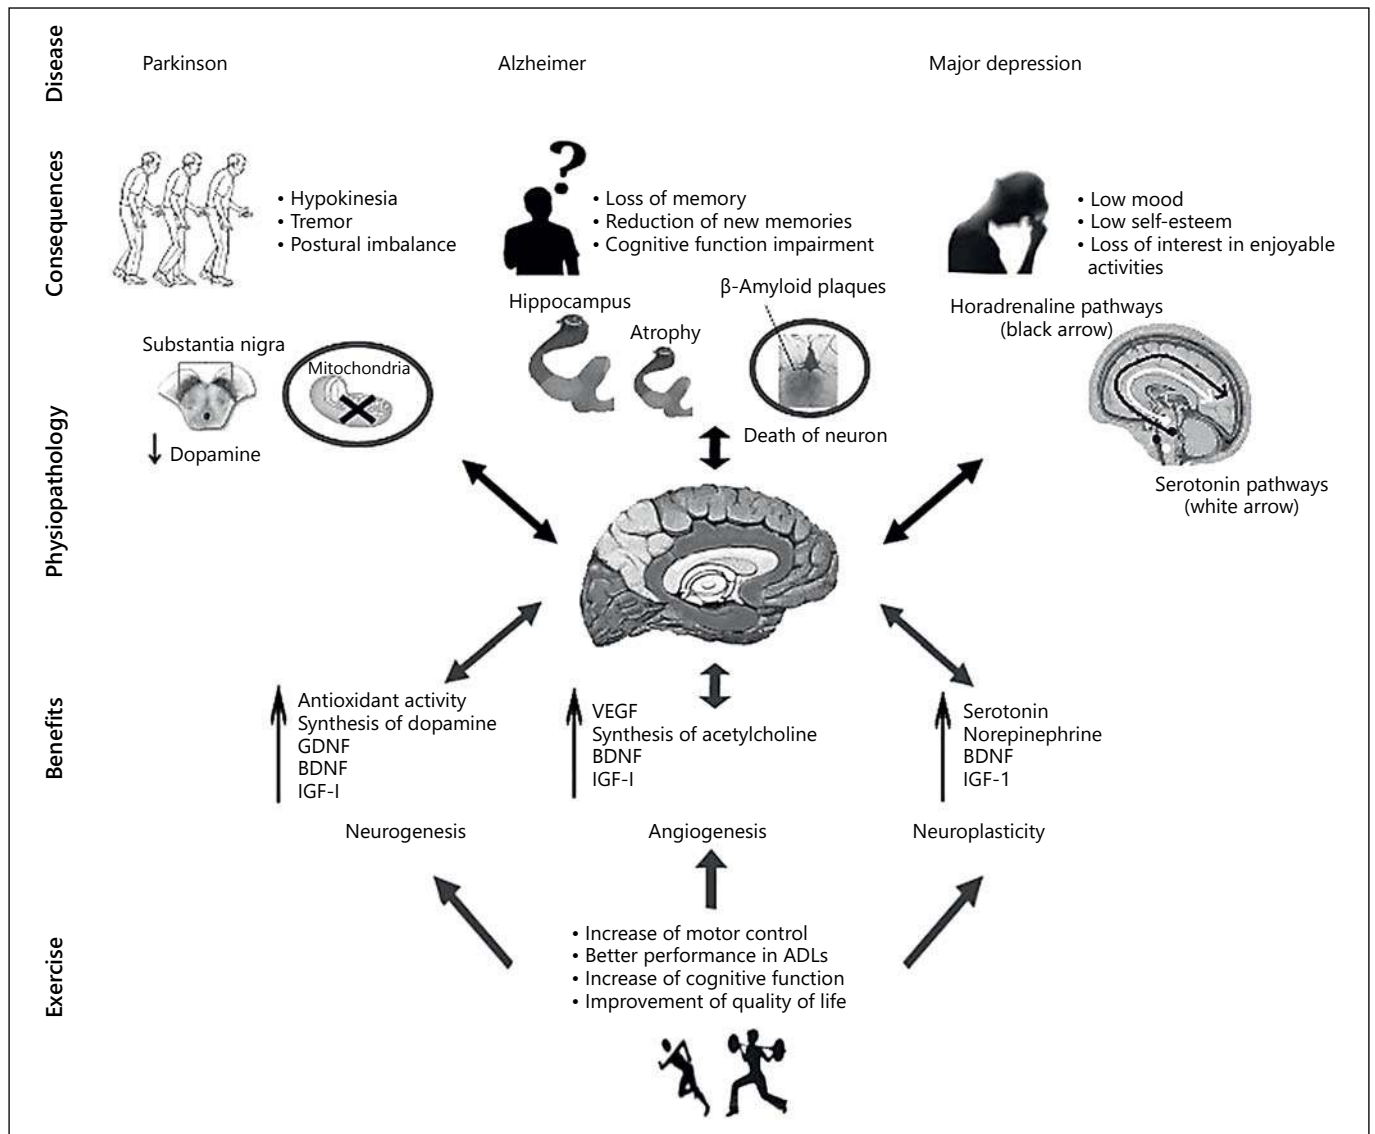 Disease
Parkinson
Alzheimer
Major depression
Consequences
• Hypokinesia
• Tremor
• Postural imbalance
?
• Loss of memory
• Reduction of new memories
• Cognitive function impairment
• Low mood
• Low self-esteem
• Loss of interest in enjoyable
activities
Physiopathology
Substantia nigra
Mitochondria
↓ Dopamine
Hippocampus
Atrophy
β-Amyloid plaques
Death of neuron
Horadrenaline pathways
(black arrow)
Serotonin pathways
(white arrow)
Benefits
Antioxidant activity
Synthesis of dopamine
GDNF
BDNF
IGF-I
VEGF
Synthesis of acetylcholine
BDNF
IGF-I
Serotonin
Norepinephrine
BDNF
IGF-1
Neurogenesis
Angiogenesis
Neuroplasticity
Exercise
• Increase of motor control
• Better performance in ADLs
• Increase of cognitive function
• Improvement of quality of life